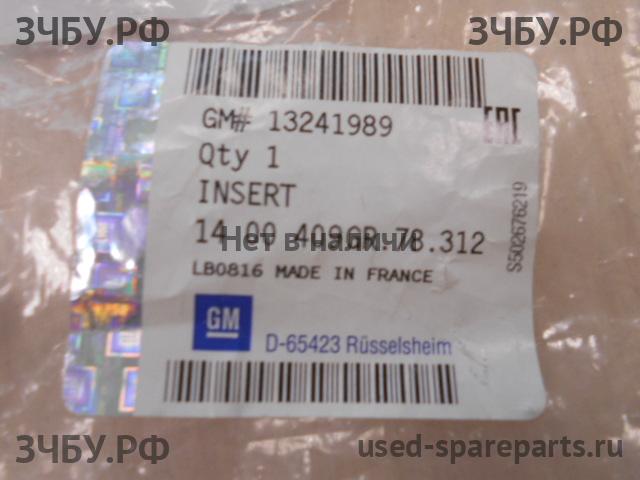 ЗЧБУ.РФ
ЗЧБУ.РФ
GM# 13241989
EAC
Qty 1
INSERT
Нет в наличии
LB0816 MADE IN FRANCE
S502676219
GM
D-65423 Rüsselsheim
ЗЧБУ.РФ
used-spareparts.ru